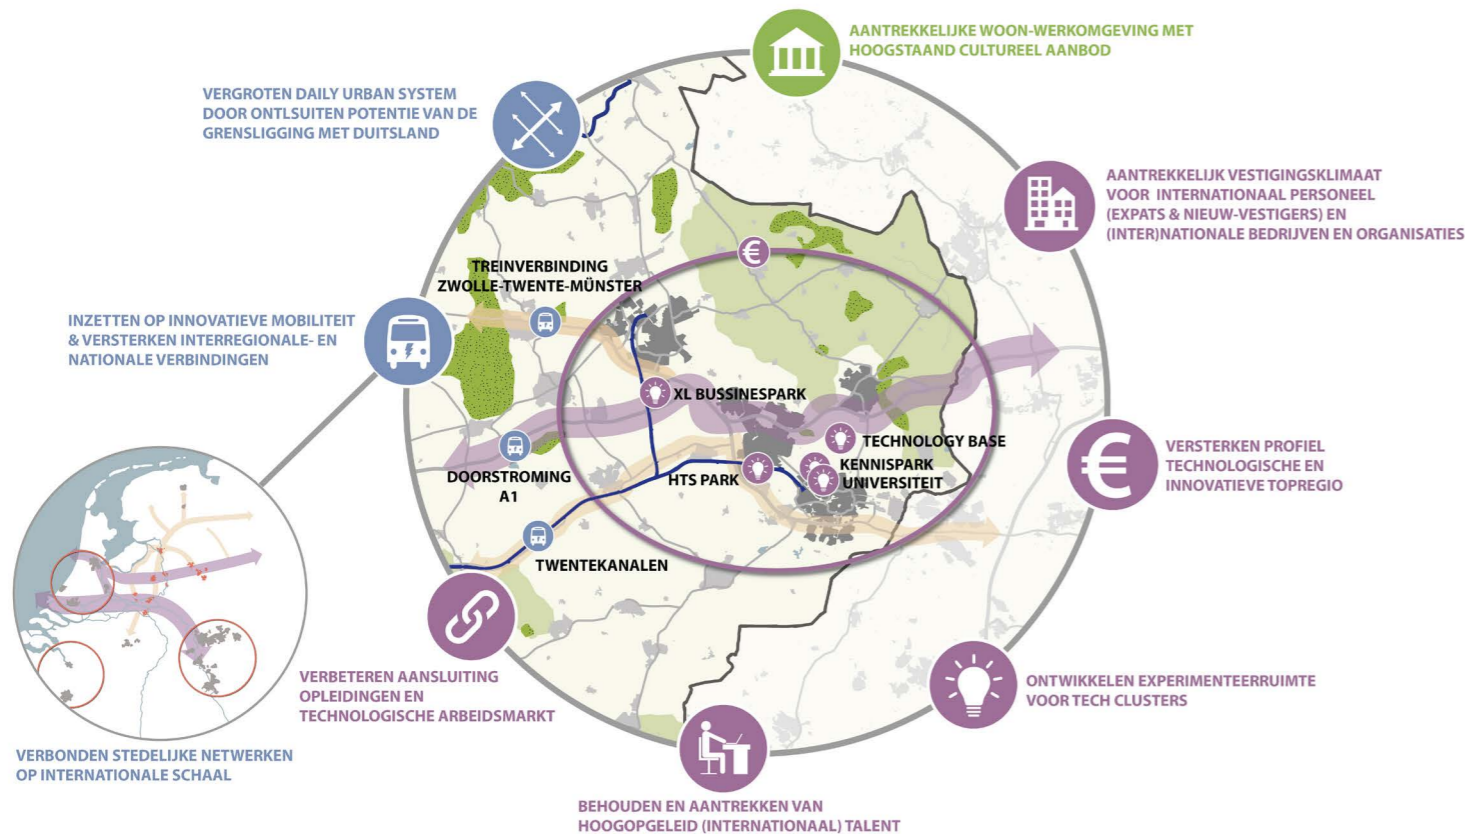 AANTREKKELIJKE WOON-WERKOMGEVING MET
HOOGSTAAND CULTUREEL AANBOD
VERGROTEN DAILY URBAN SYSTEM
DOOR ONTLSUITEN POTENTIE VAN DE
GRENSLIGGING MET DUITSLAND
AANTREKKELIJK VESTIGINGSKLIMAAT
VOOR INTERNATIONAAL PERSONEEL
(EXPATS & NIEUW-VESTIGERS) EN
(INTER)NATIONALE BEDRIJVEN EN ORGANISATIES
€
TREINVERBINDING
ZWOLLE-TWENTE-MÜNSTER
INZETTEN OP INNOVATIEVE MOBILITEIT
& VERSTERKEN INTERREGIONALE- EN
NATIONALE VERBINDINGEN
XL BUSSINESPARK
TECHNOLOGY BASE
KENNISPARK
UNIVERSITEIT
HTS PARK
DOORSTROMING
A1
TWENTEKANALEN
€
VERSTERKEN PROFIEL
TECHNOLOGISCHE EN
INNOVATIEVE TOPREGIO
VERBETEREN AANSLUITING
OPLEIDINGEN EN
TECHNOLOGISCHE ARBEIDSMARKT
ONTWIKKELEN EXPERIMENTEERRUIMTE
VOOR TECH CLUSTERS
VERBONDEN STEDELIJKE NETWERKEN
OP INTERNATIONALE SCHAAL
BEHOUDEN EN AANTREKKEN VAN
HOOGOPGELEID (INTERNATIONAAL) TALENT